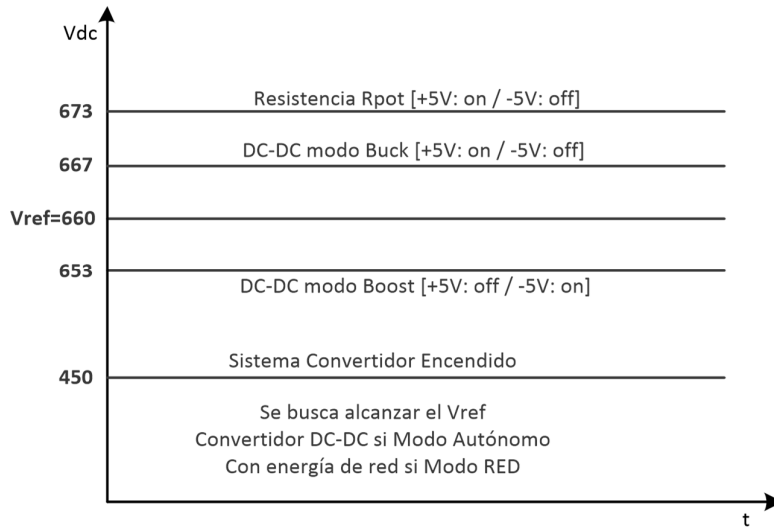 Vdc
Resistencia Rpot [+5V: on / -5V: off]
673
DC-DC modo Buck [+5V: on / -5V: off]
667
Vref=660
653
DC-DC modo Boost [+5V: off / -5V: on]
Sistema Convertidor Encendido
450
Se busca alcanzar el Vref
Convertidor DC-DC si Modo Autónomo
Con energía de red si Modo RED
t